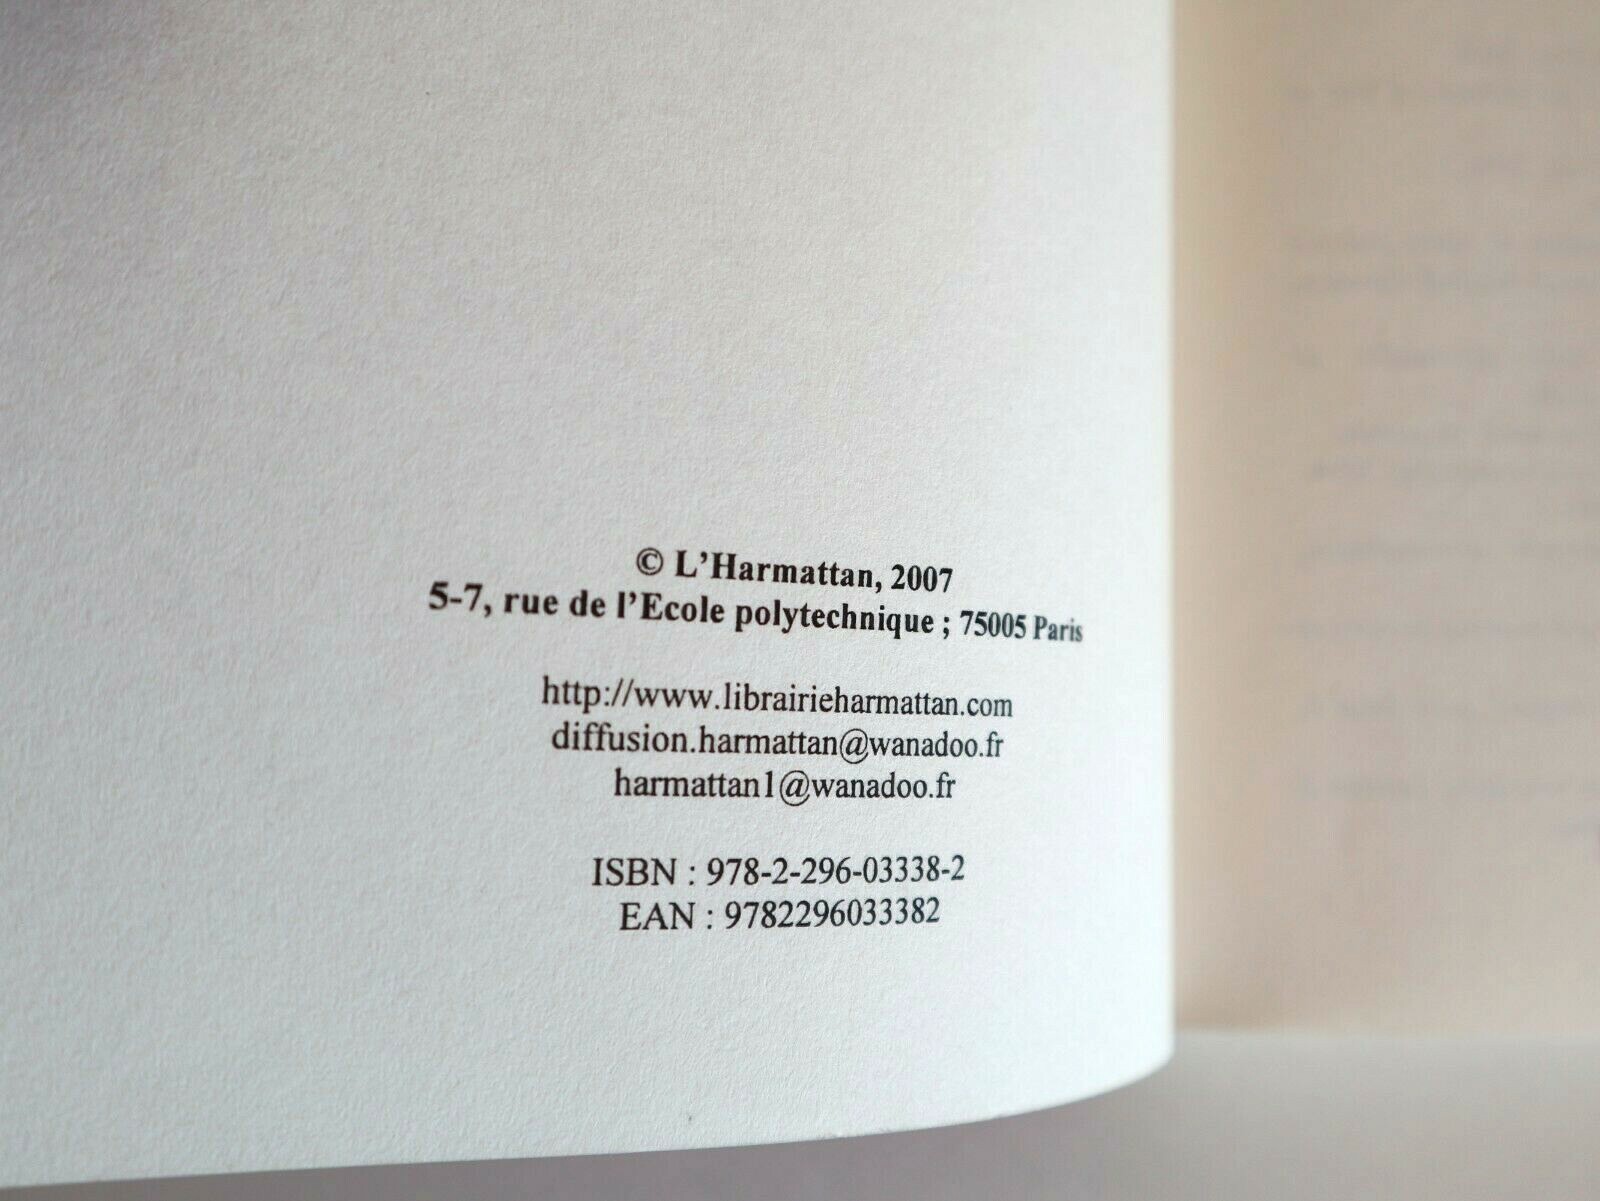 © L'Harmattan, 2007
5-7, rue de l'Ecole polytechnique ; 75005 Paris
http://www.librairieharmattan.com
diffusion.harmattan@wanadoo.fr
harmattan1@wanadoo.fr
ISBN : 978-2-296-03338-2
EAN : 9782296033382